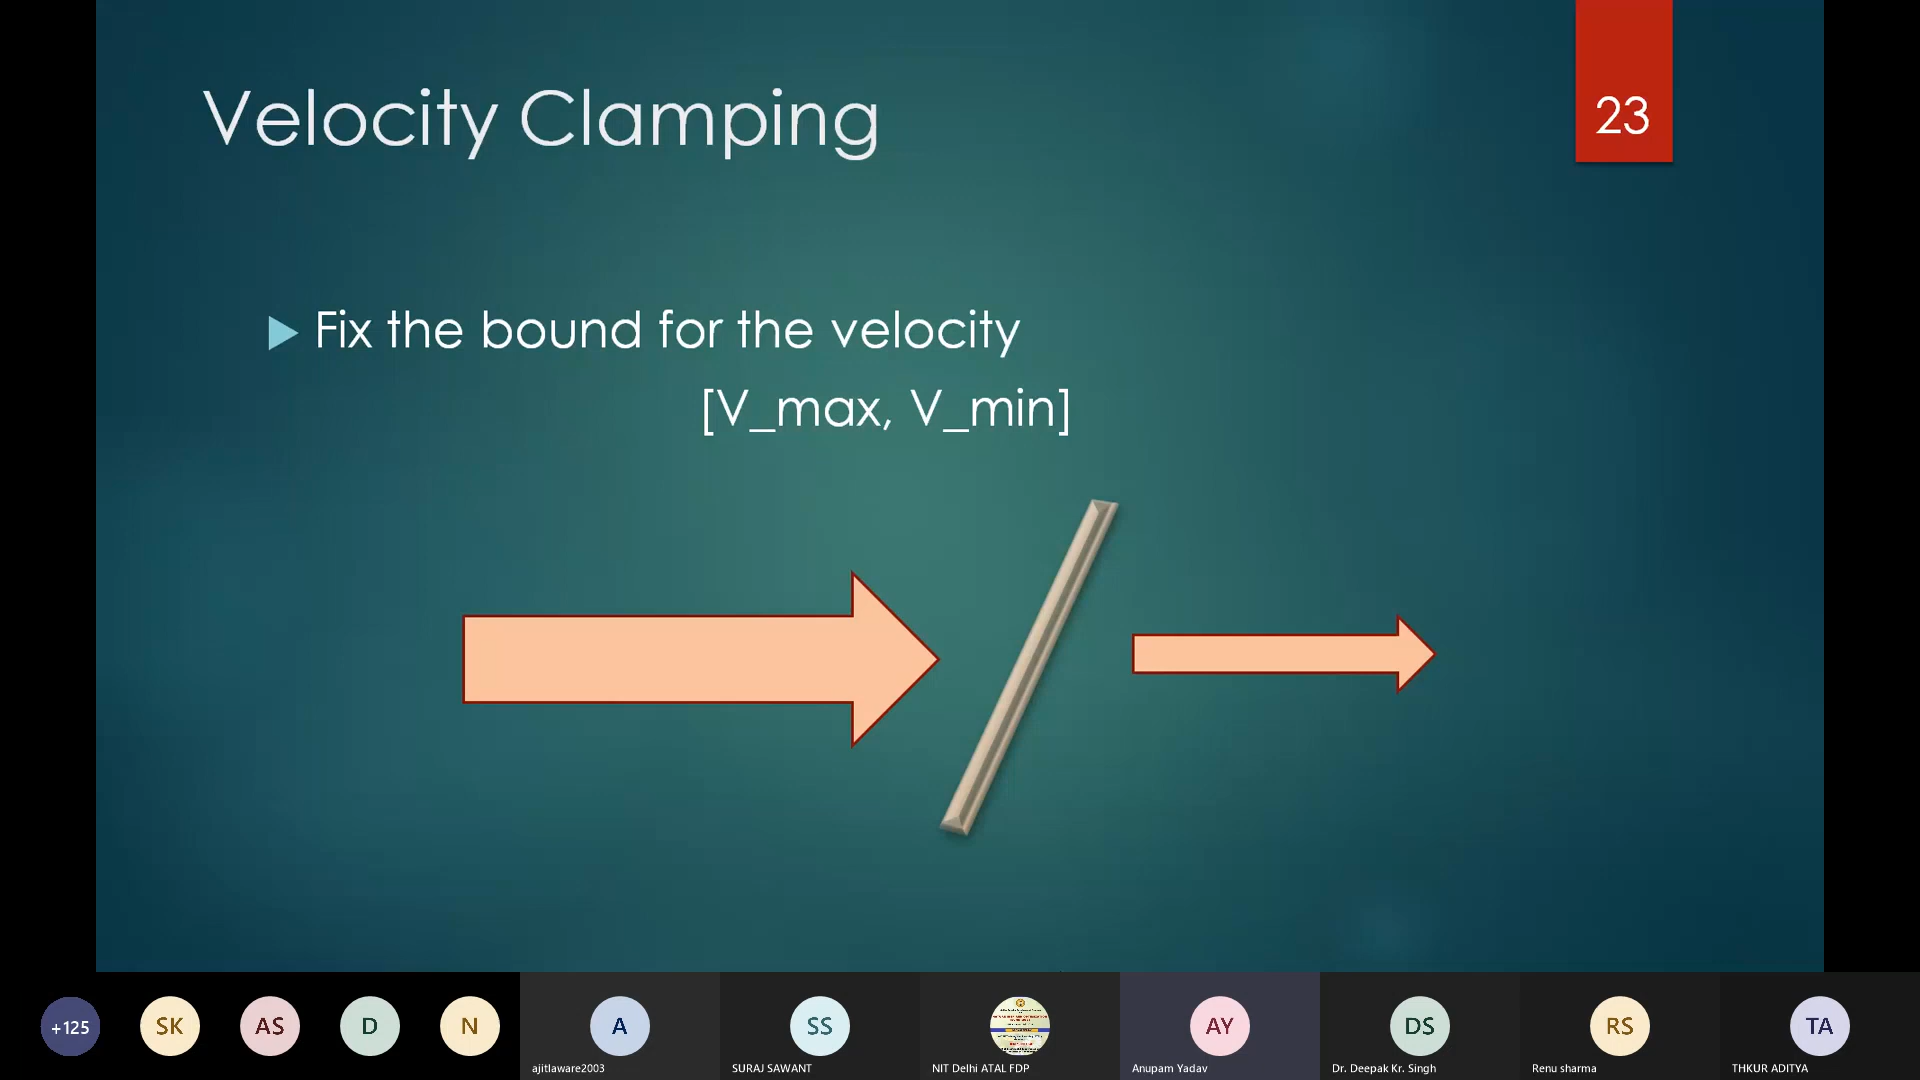 Velocity Clamping
23
Fix the bound for the velocity
[V_max, V_min]
+125
SK
AS
D
N
A
SS
AY
DS
RS
TA
ajitlaware2003
SURAJ SAWANT
NIT Delhi ATAL FDP
Anupam Yadav
Dr. Deepak Kr. Singh
Renu sharma
THKUR ADITYA